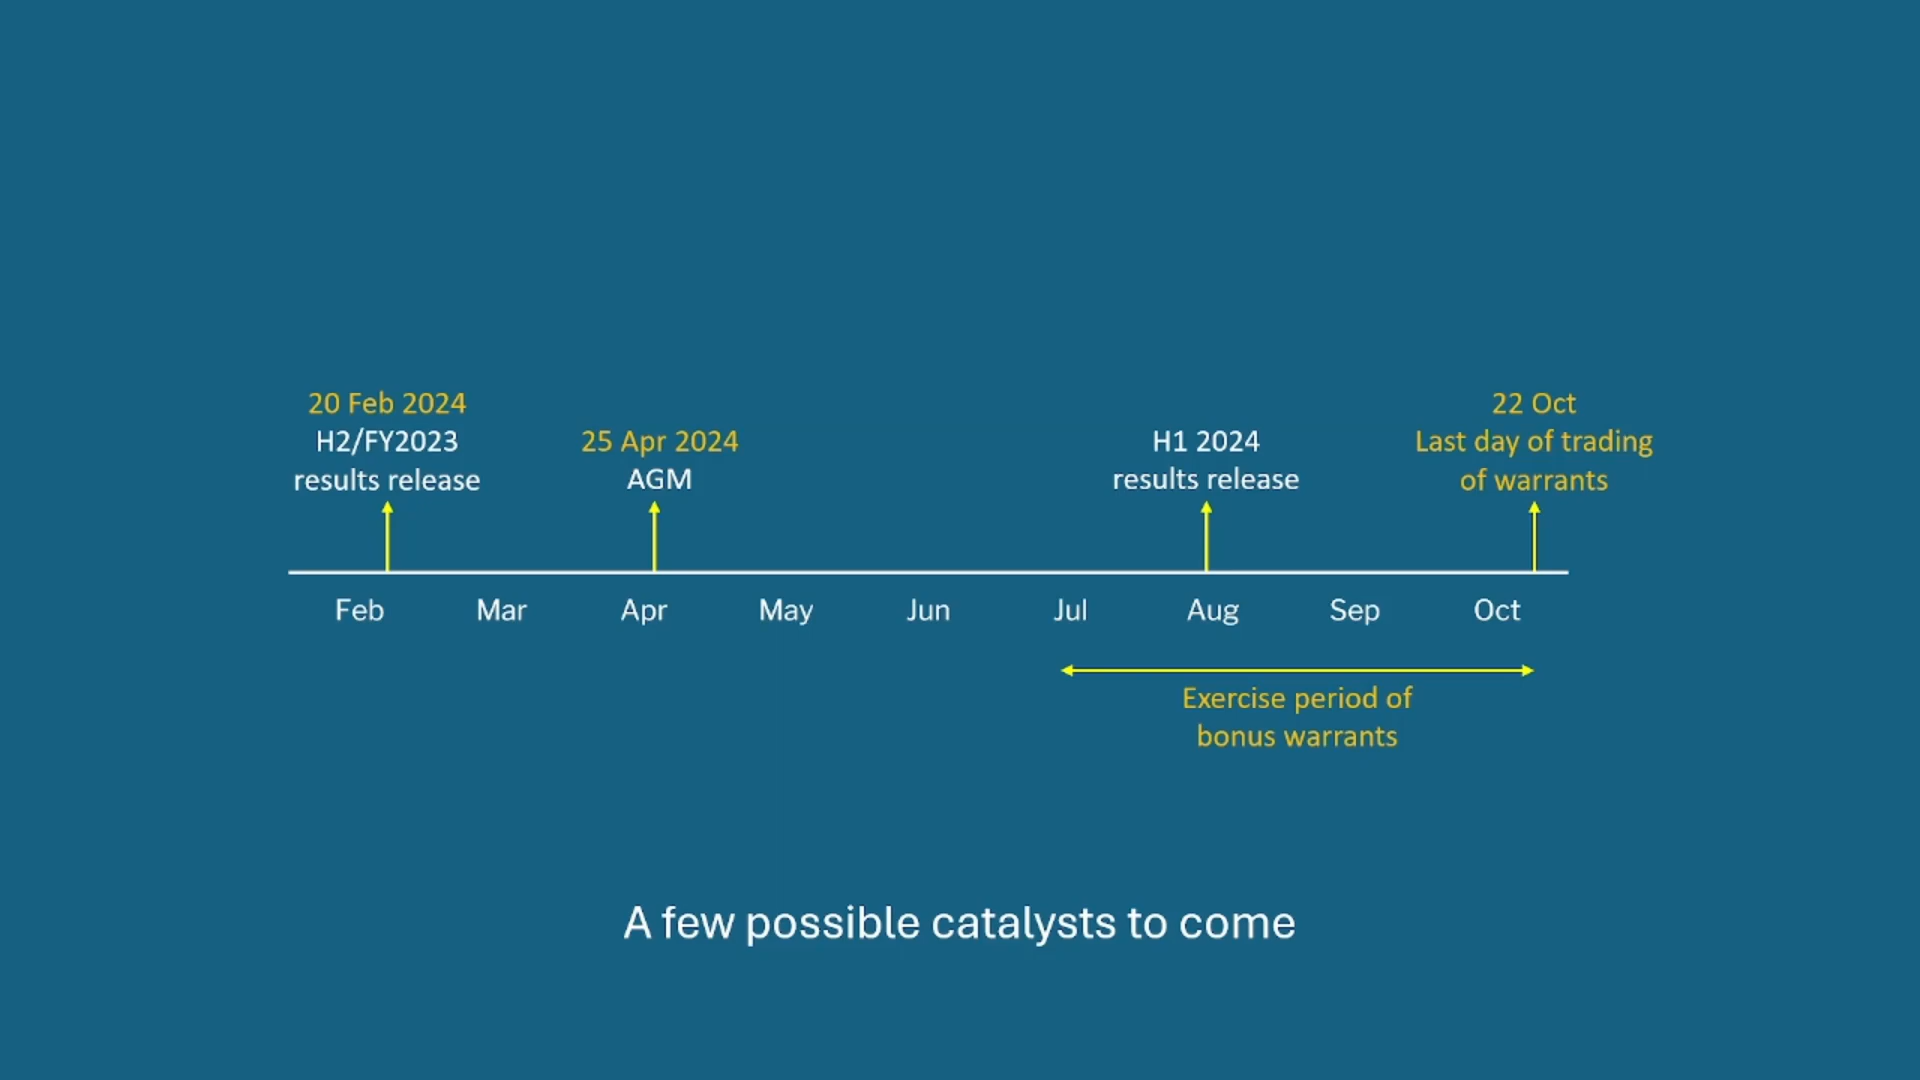 20 Feb 2024
H2/FY2023
results release
25 Apr 2024
AGM
H1 2024
results release
22 Oct
Last day of trading
of warrants
Feb
Mar
Apr
May
Jun
Jul
Aug
Sep
Oct
Exercise period of
bonus warrants
A few possible catalysts to come